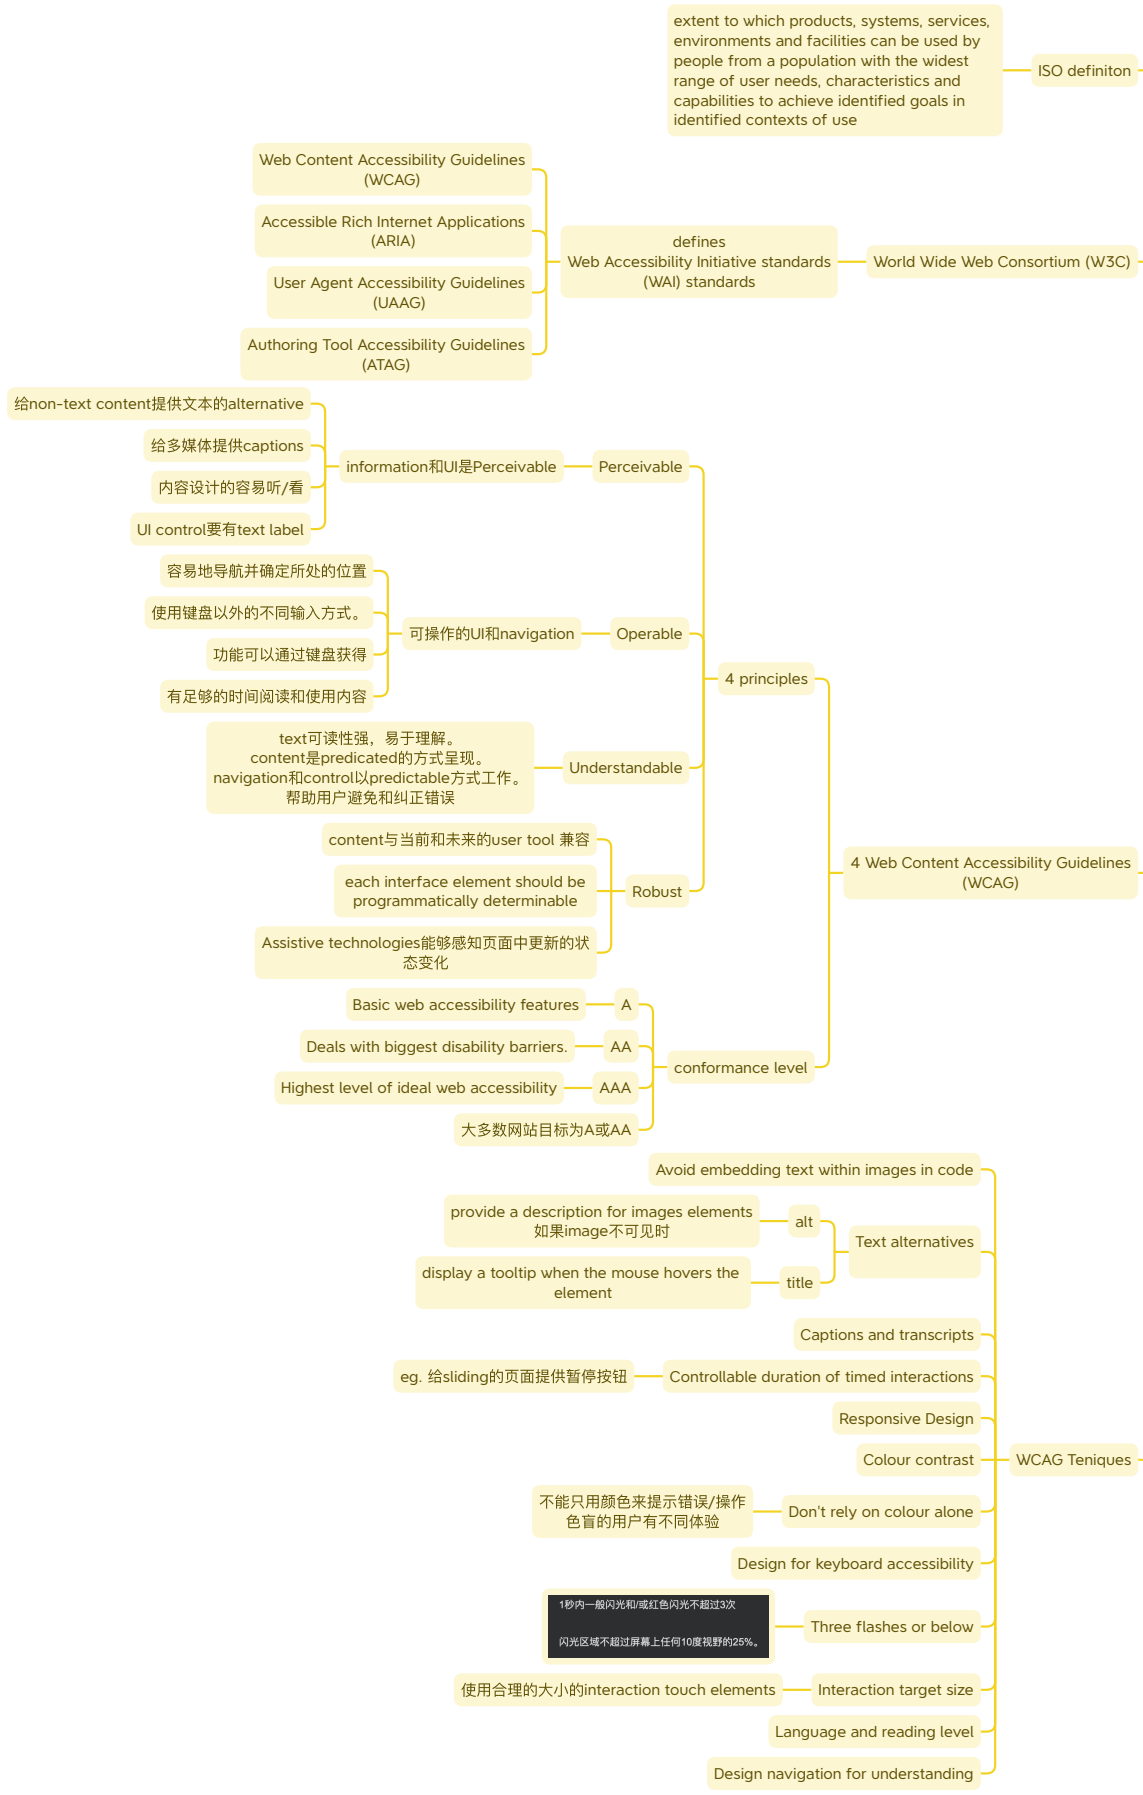 extent to which products, systems, services,
environments and facilities can be used by
people from a population with the widest
range of user needs, characteristics and
capabilities to achieve identified goals in
identified contexts of use
ISO definiton
Web Content Accessibility Guidelines
(WCAG)
Accessible Rich Internet Applications
(ARIA)
User Agent Accessibility Guidelines
(UAAG)
Authoring Tool Accessibility Guidelines
(ATAG)
defines
Web Accessibility Initiative standards
(WAI) standards
World Wide Web Consortium (W3C)
给non-text content提供文本的alternative
给多媒体提供captions
内容设计的容易听/看
UI control要有text label
information和UI是Perceivable
Perceivable
容易地导航并确定所处的位置
使用键盘以外的不同输入方式。
功能可以通过键盘获得
有足够的时间阅读和使用内容
可操作的UI和navigation
Operable
4 principles
text可读性强，易于理解。
content是predicated的方式呈现。
navigation和control以predictable方式工作。
帮助用户避免和纠正错误
Understandable
content与当前和未来的user tool 兼容
each interface element should be
programmatically determinable
Assistive technologies能够感知页面中更新的状
态变化
Robust
4 Web Content Accessibility Guidelines
(WCAG)
Basic web accessibility features
A
Deals with biggest disability barriers.
AA
Highest level of ideal web accessibility
AAA
大多数网站目标为A或AA
conformance level
Avoid embedding text within images in code
provide a description for images elements
如果image不可见时
alt
display a tooltip when the mouse hovers the
element
title
Text alternatives
Captions and transcripts
eg. 给sliding的页面提供暂停按钮
Controllable duration of timed interactions
Responsive Design
Colour contrast
WCAG Teniques
不能只用颜色来提示错误/操作
色盲的用户有不同体验
Don't rely on colour alone
Design for keyboard accessibility
1秒内一般闪光和/或红色闪光不超过3次
闪光区域不超过屏幕上任何10度视野的25%。
Three flashes or below
使用合理的大小的interaction touch elements
Interaction target size
Language and reading level
Design navigation for understanding